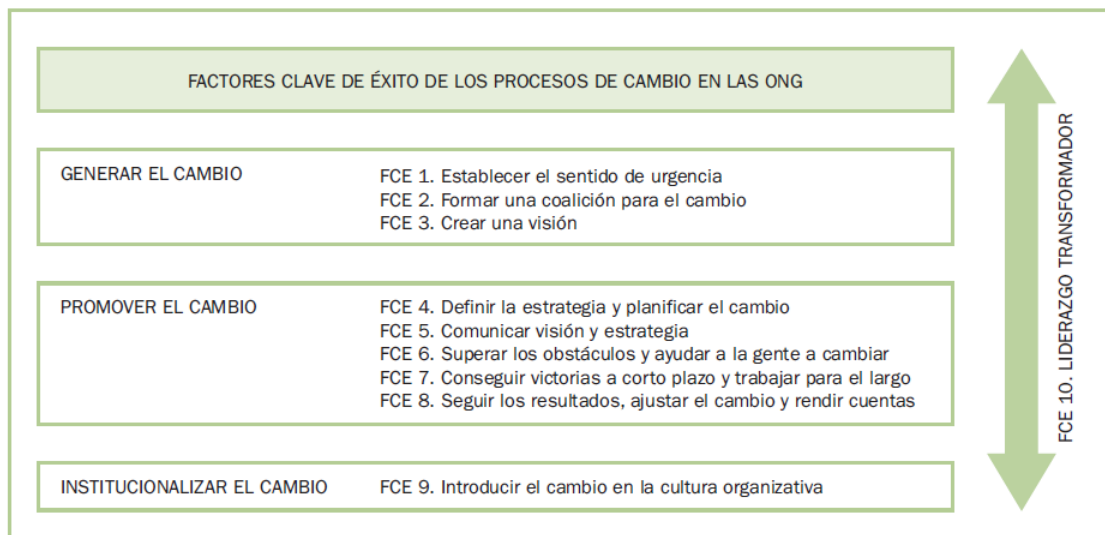 FACTORES CLAVE DE ÉXITO DE LOS PROCESOS DE CAMBIO EN LAS ONG
GENERAR EL CAMBIO
FCE 1. Establecer el sentido de urgencia
FCE 2. Formar una coalición para el cambio
FCE 3. Crear una visión
PROMOVER EL CAMBIO
FCE 4. Definir la estrategia y planificar el cambio
FCE 5. Comunicar visión y estrategia
FCE 6. Superar los obstáculos y ayudar a la gente a cambiar
FCE 7. Conseguir victorias a corto plazo y trabajar para el largo
FCE 8. Seguir los resultados, ajustar el cambio y rendir cuentas
INSTITUCIONALIZAR EL CAMBIO
FCE 9. Introducir el cambio en la cultura organizativa
FCE 10. LIDERAZGO TRANSFORMADOR